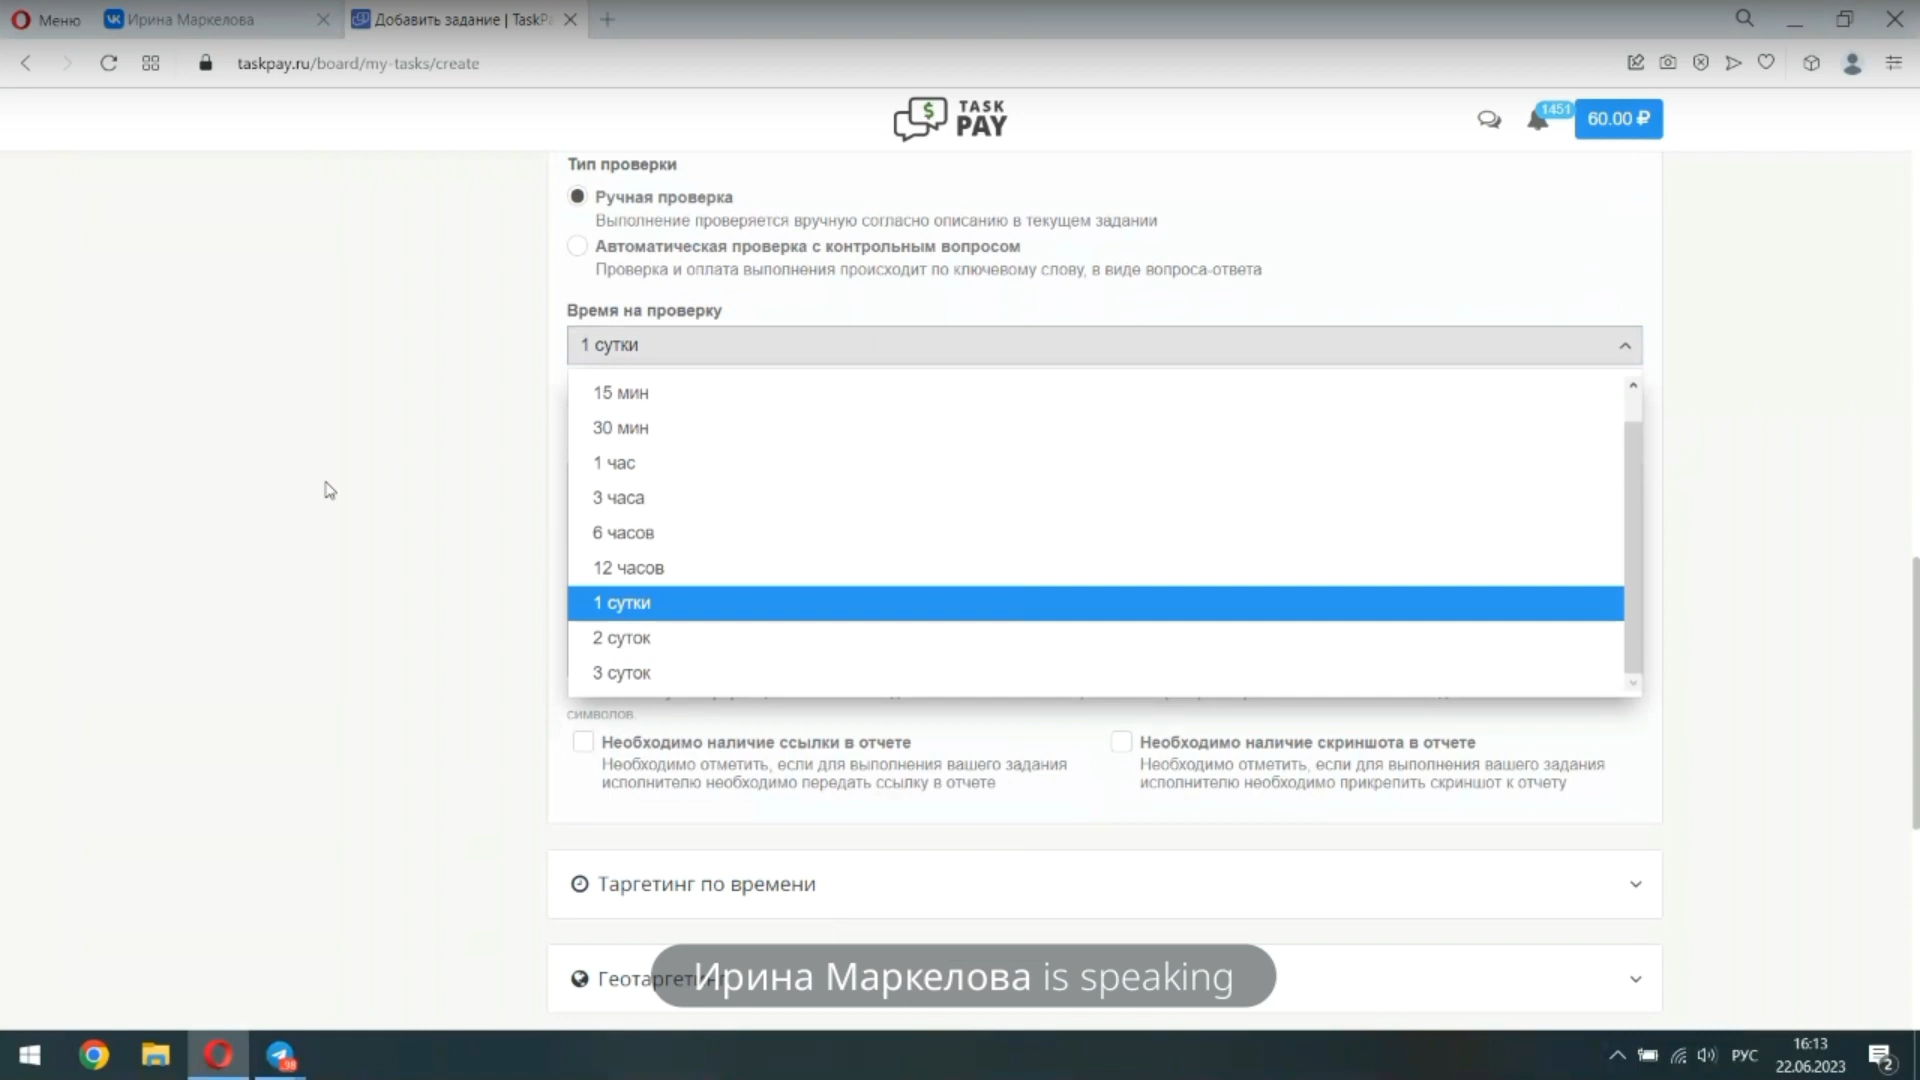 Меню
Ирина Маркелова
Добавить задание | TaskPa
taskpay.ru/board/my-tasks/create
$
TASK
PAY
1451
60.00 ₽
Тип проверки
Ручная проверка
Выполнение проверяется вручную согласно описанию в текущем задании
Автоматическая проверка с контрольным вопросом
Проверка и оплата выполнения происходит по ключевому слову, в виде вопроса-ответа
Время на проверку
1 сутки
15 мин
30 мин
1 час
3 часа
6 часов
12 часов
1 сутки
2 суток
3 суток
символов.
Необходимо наличие ссылки в отчете
Необходимо отметить, если для выполнения вашего задания
исполнителю необходимо передать ссылку в отчете
Необходимо наличие скриншота в отчете
Необходимо отметить, если для выполнения вашего задания
исполнителю необходимо прикрепить скриншот к отчету
Таргетинг по времени
Геотаргетинг
Ирина Маркелова is speaking
98
РУС
16:13
22.06.2023
2